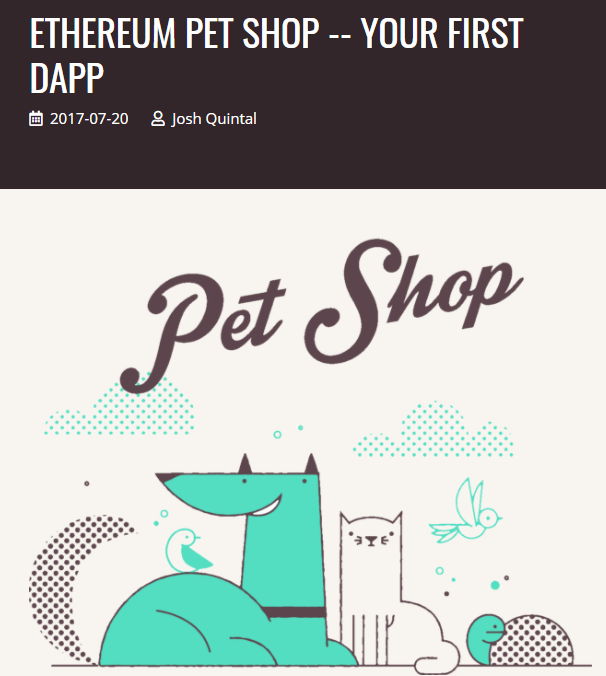 ETHEREUM PET SHOP -- YOUR FIRST
DAPP
2017-07-20 Josh Quintal
Pet Shop